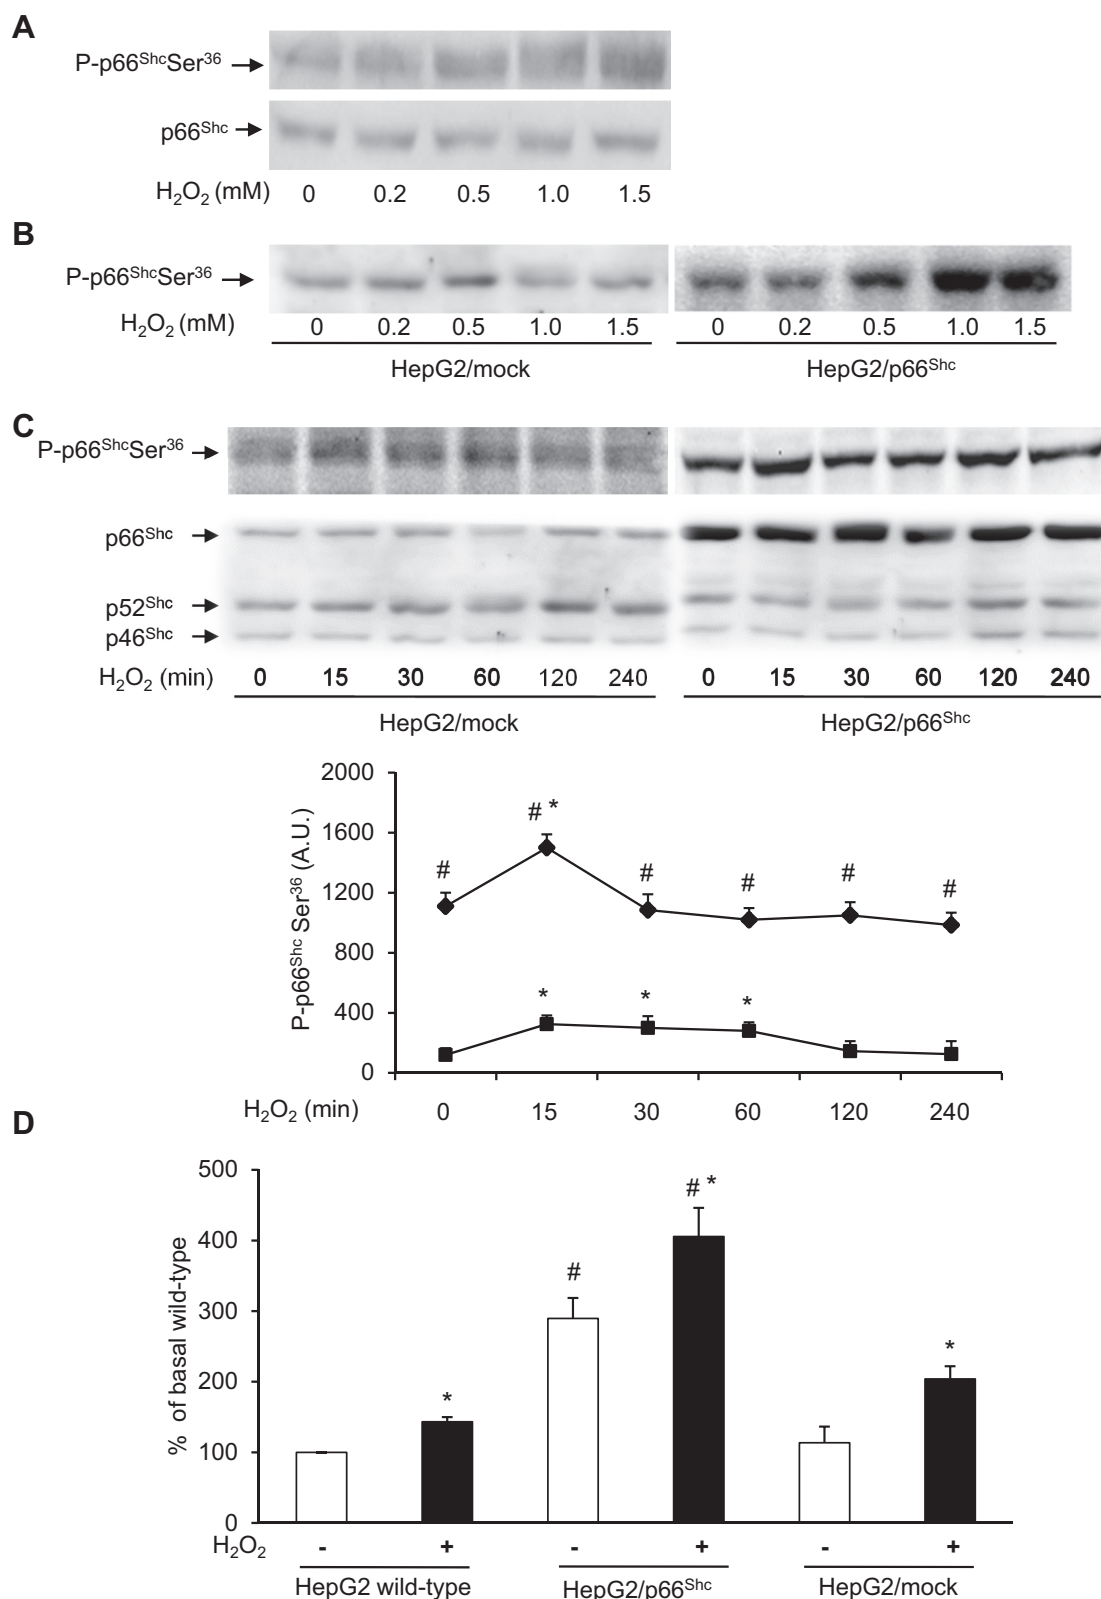 A
P-p66ShcSer36
p66Shc
H2O2 (mM) 0 0.2 0.5 1.0 1.5
B
P-p66ShcSer36
H2O2 (mM) 0 0.2 0.5 1.0 1.5 0 0.2 0.5 1.0 1.5
HepG2/mock HepG2/p66Shc
C
P-p66ShcSer36
p66Shc
p52Shc
p46Shc
H2O2 (min) 0 15 30 60 120 240 0 15 30 60 120 240
HepG2/mock HepG2/p66Shc
P-p66Shc Ser36 (A.U.)
2000
1600
1200
800
400
0
# # * # # # #
* * *
H2O2 (min) 0 15 30 60 120 240
D
% of basal wild-type
500
400
300
200
100
0
* # # * *
H2O2 - + - + - +
HepG2 wild-type HepG2/p66Shc HepG2/mock